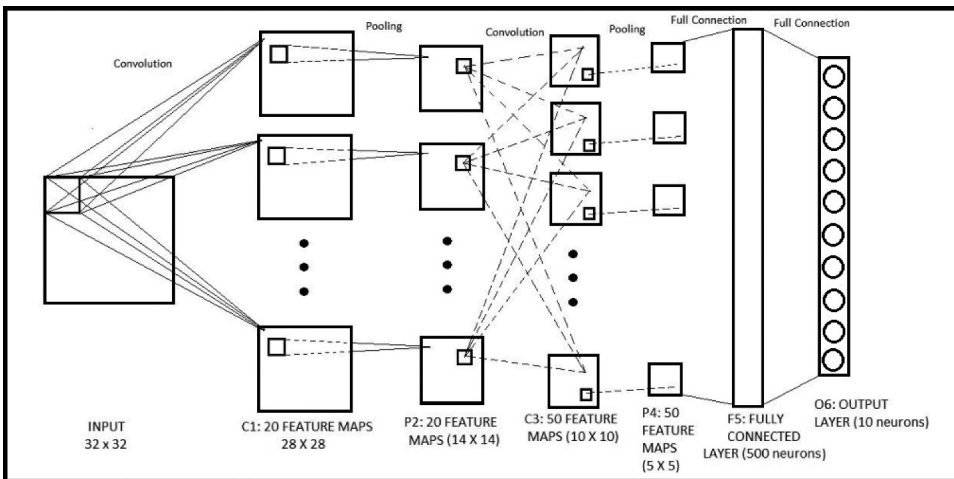 Convolution
Pooling
Convolution
Pooling
Full Connection
Full Connection
INPUT
32 x 32
C1: 20 FEATURE MAPS
28 X 28
P2: 20 FEATURE
MAPS (14 X 14)
C3: 50 FEATURE
MAPS (10 X 10)
P4: 50
FEATURE
MAPS
(5 X 5)
F5: FULLY
CONNECTED
LAYER (500 neurons)
O6: OUTPUT
LAYER (10 neurons)